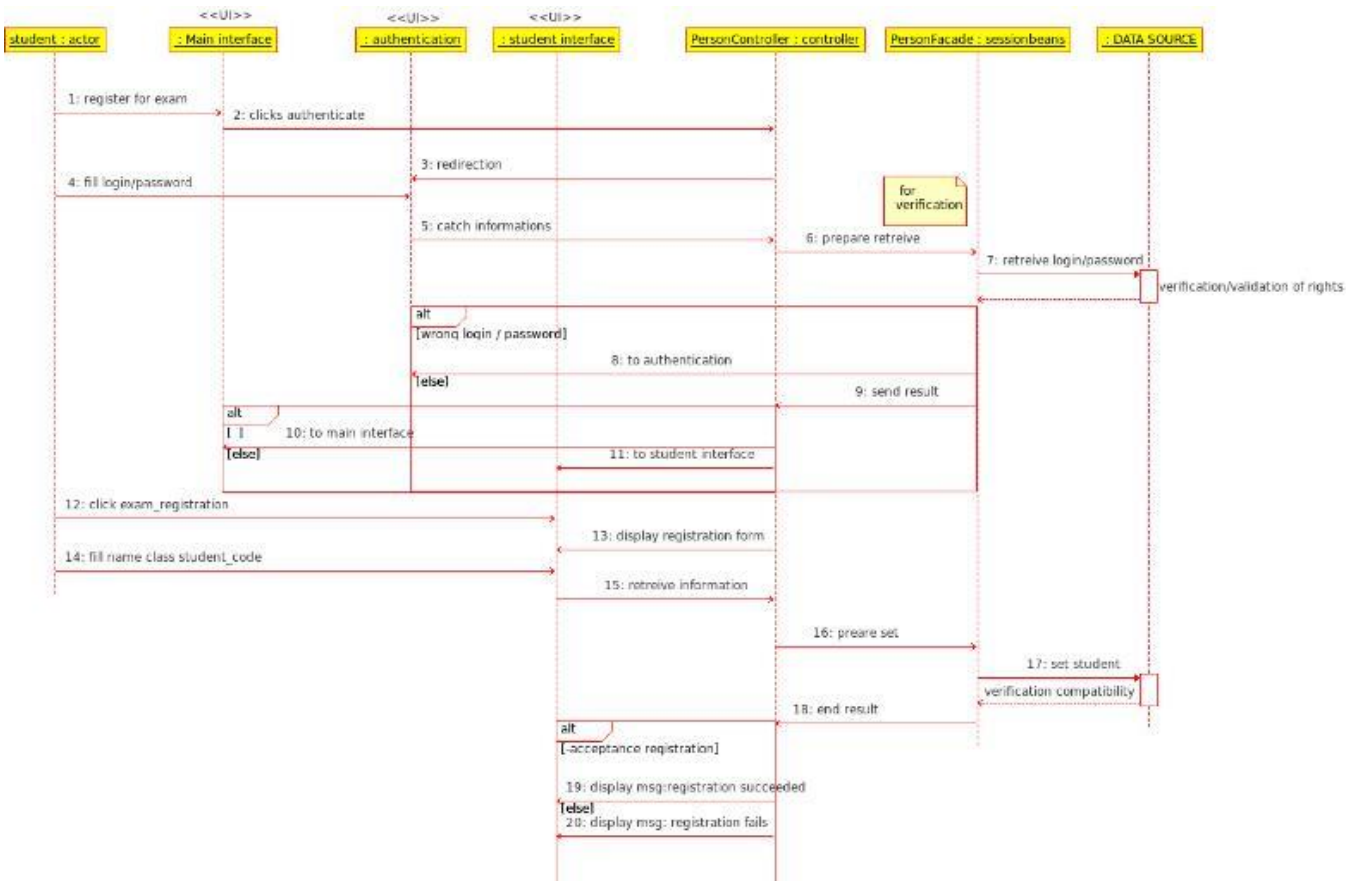 <<UI>>
<<UI>>
<<UI>>
student : actor
: Main interface
: authentication
: student interface
PersonController : controller
PersonFacade : sessionbeans
: DATA SOURCE
1: register for exam
2: clicks authenticate
3: redirection
4: fill login/password
for
verification
5: catch informations
6: prepare retreive
7: retreive login/password
verification/validation of rights
alt
[wrong login / password]
8: to authentication
[else]
9: send result
alt
[ ]
10: to main interface
[else]
11: to student interface
12: click exam_registration
13: display registration form
14: fill name class student_code
15: retreive information
16: preare set
17: set student
verification compatibility
18: end result
alt
[-acceptance registration]
19: display msg:registration succeeded
[else]
20: display msg: registration fails